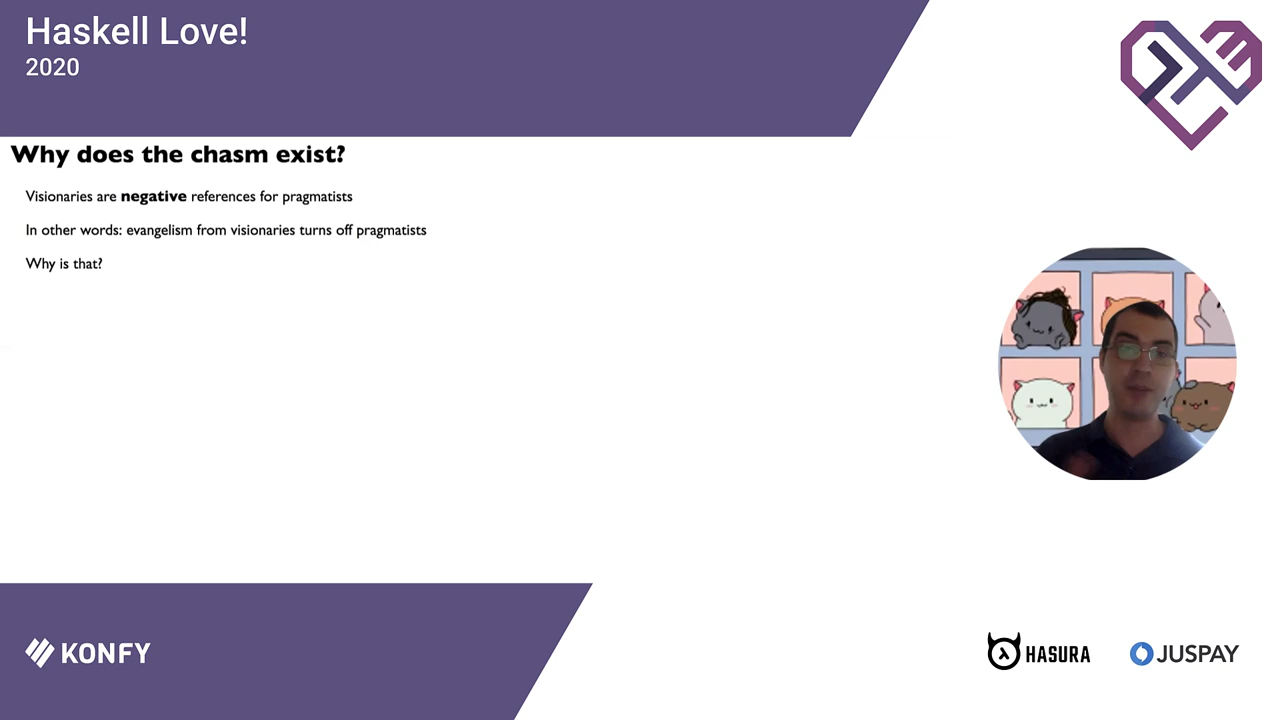 Haskell Love!
2020
Why does the chasm exist?
Visionaries are negative references for pragmatists
In other words: evangelism from visionaries turns off pragmatists
Why is that?
KONFY
HASURA
JUSPAY